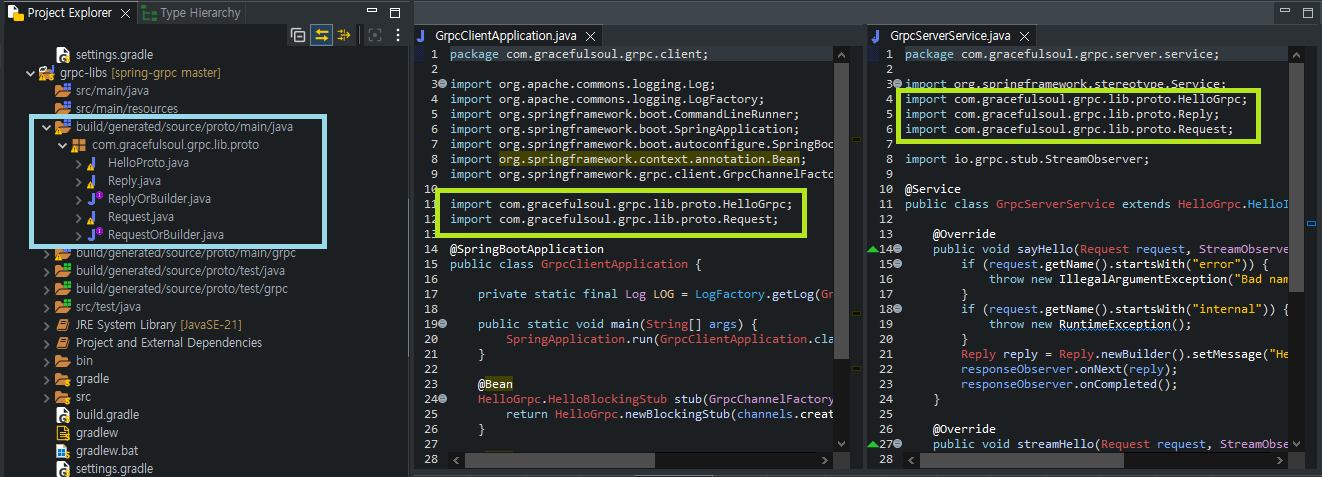 Project Explorer
Type Hierarchy
settings.gradle
grpc-libs [spring-grpc master]
src/main/java
src/main/resources
build/generated/source/proto/main/java
com.gracefulsoul.grpc.lib.proto
HelloProto.java
Reply.java
ReplyOrBuilder.java
Request.java
RequestOrBuilder.java
build/generated/source/proto/main/grpc
build/generated/source/proto/test/java
build/generated/source/proto/test/grpc
src/test/java
JRE System Library [JavaSE-21]
Project and External Dependencies
bin
gradle
src
build.gradle
gradlew
gradlew.bat
settings.gradle
GrpcClientApplication.java
1 package com.gracefulsoul.grpc.client;
2
3 import org.apache.commons.logging.Log;
4 import org.apache.commons.logging.LogFactory;
5 import org.springframework.boot.CommandLineRunner;
6 import org.springframework.boot.SpringApplication;
7 import org.springframework.boot.autoconfigure.SpringBoo
8 import org.springframework.context.annotation.Bean;
9 import org.springframework.grpc.client.GrpcChannelFacto
10
11 import com.gracefulsoul.grpc.lib.proto.HelloGrpc;
12 import com.gracefulsoul.grpc.lib.proto.Request;
13
14 @SpringBootApplication
15 public class GrpcClientApplication {
16
17 private static final Log LOG = LogFactory.getLog(Gr
18
19 public static void main(String[] args) {
20 SpringApplication.run(GrpcClientApplication.cla
21 }
22
23 @Bean
24 HelloGrpc.HelloBlockingStub stub(GrpcChannelFactory
25 return HelloGrpc.newBlockingStub(channels.creat
26 }
27
28
GrpcServerService.java
1 package com.gracefulsoul.grpc.server.service;
2
3 import org.springframework.stereotype.Service;
4 import com.gracefulsoul.grpc.lib.proto.HelloGrpc;
5 import com.gracefulsoul.grpc.lib.proto.Reply;
6 import com.gracefulsoul.grpc.lib.proto.Request;
7
8 import io.grpc.stub.StreamObserver;
9
10 @Service
11 public class GrpcServerService extends HelloGrpc.HelloI
12
13 @Override
14 public void sayHello(Request request, StreamObserve
15 if (request.getName().startsWith("error")) {
16 throw new IllegalArgumentException("Bad nam
17 }
18 if (request.getName().startsWith("internal")) {
19 throw new RuntimeException();
20 }
21 Reply reply = Reply.newBuilder().setMessage("He
22 responseObserver.onNext(reply);
23 responseObserver.onCompleted();
24 }
25
26 @Override
27 public void streamHello(Request request, StreamObse
28